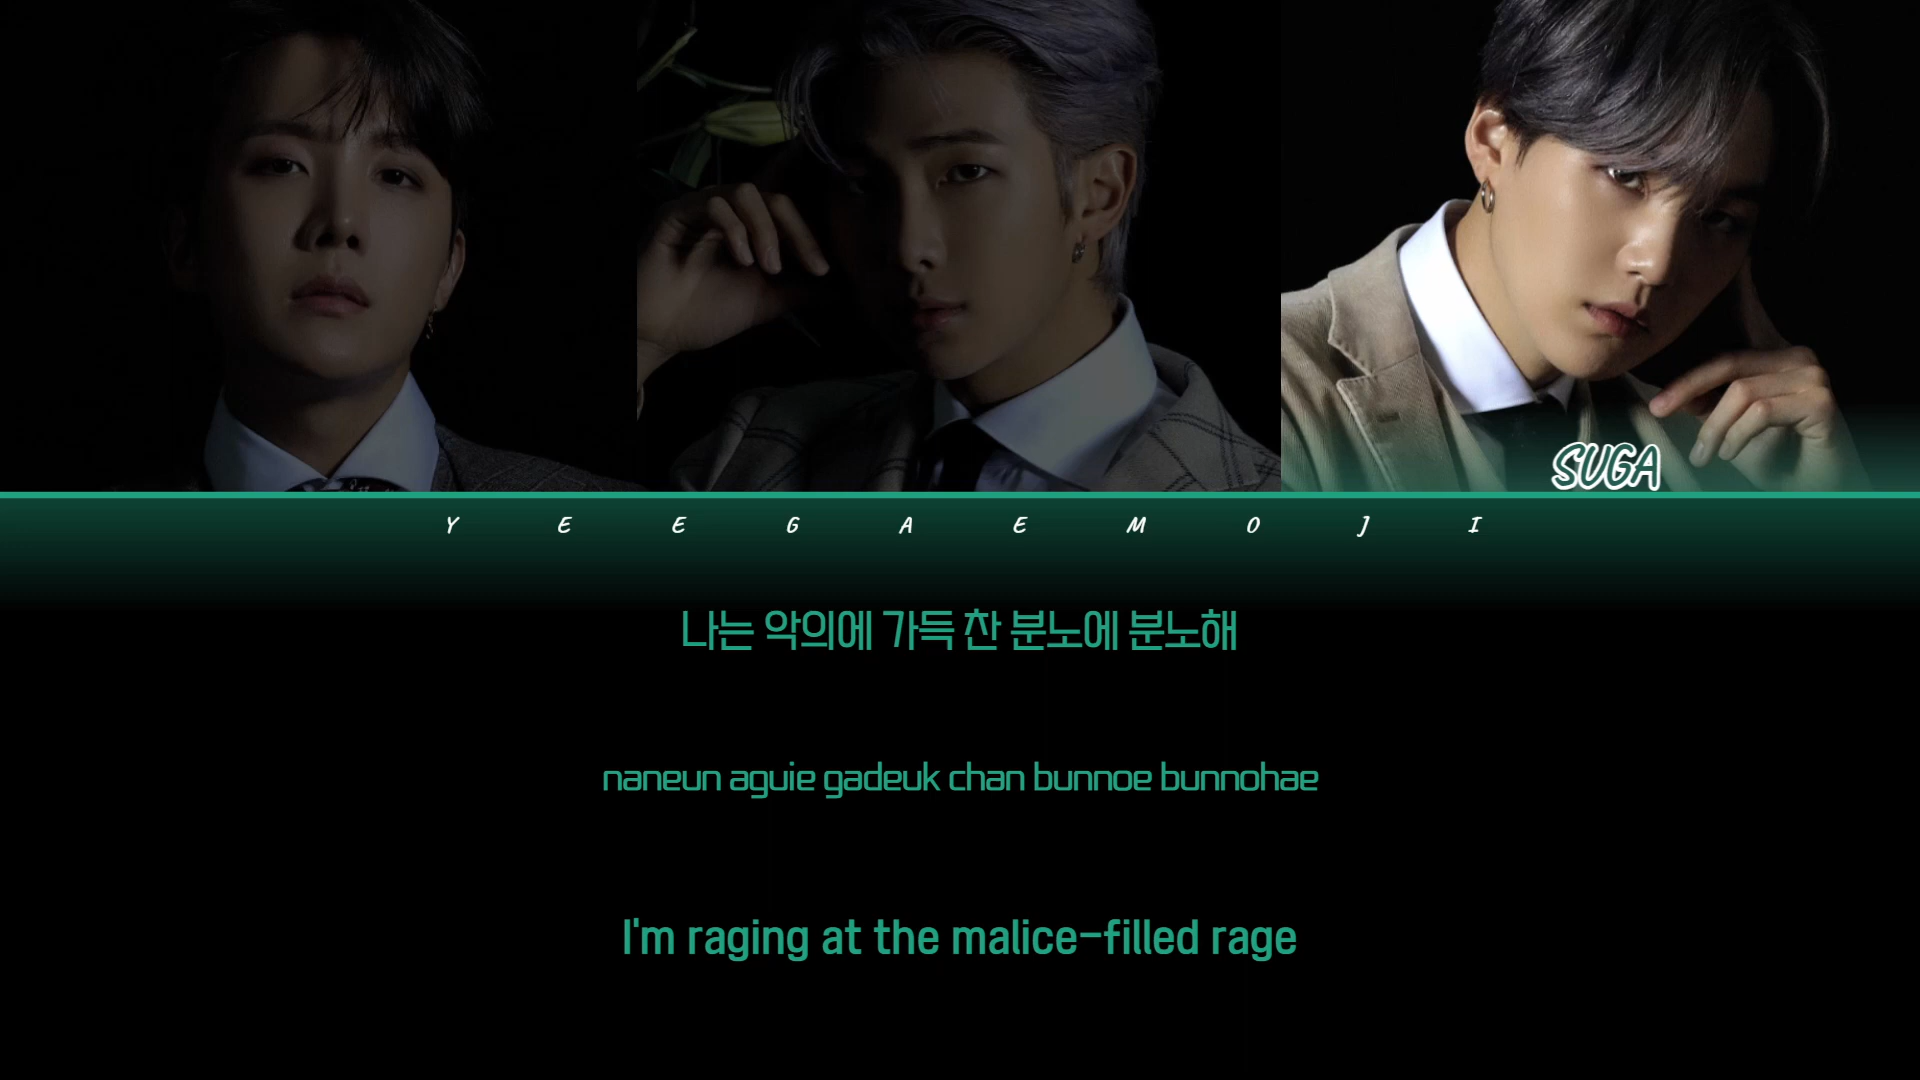 SUGA
Y E E G A E M O J I
나는 악의에 가득 찬 분노에 분노해
naneun aguie gadeuk chan bunnoe bunnohae
I'm raging at the malice-filled rage